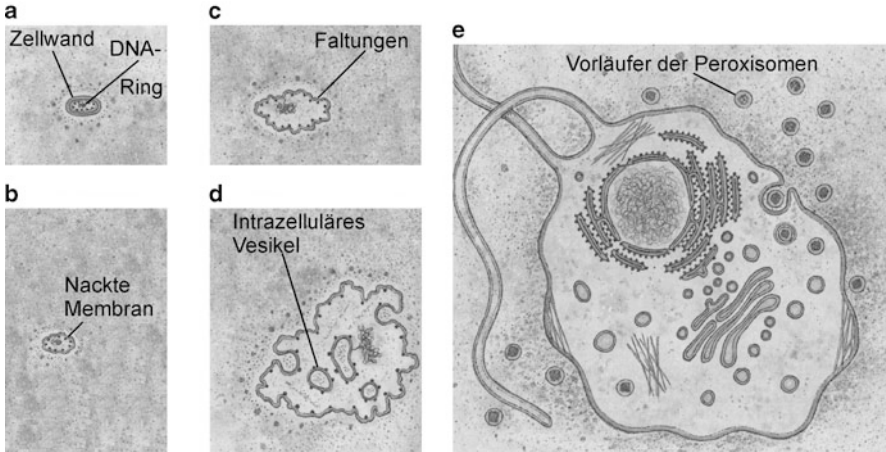 a
Zellwand
DNA-
Ring
b
Nackte
Membran
c
Faltungen
d
Intrazelluläres
Vesikel
e
Vorläufer der Peroxisomen